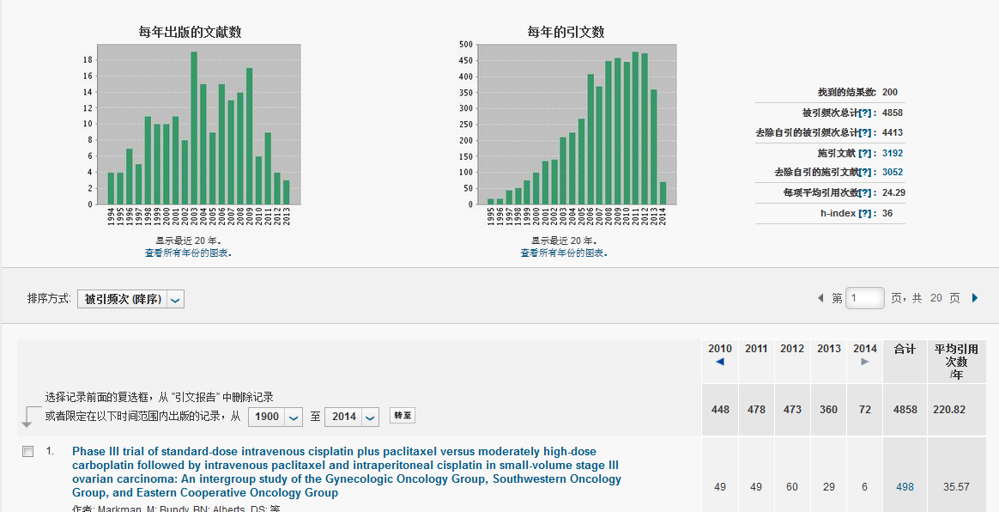 每年出版的文献数
18
16
14
12
10
8
6
4
2
0
1994 1995 1996 1997 1998 1999 2000 2001 2002 2003 2004 2005 2006 2007 2008 2009 2010 2011 2012 2013
显示最近 20 年。
查看所有年份的图表。
每年的引文数
500
450
400
350
300
250
200
150
100
50
0
1995 1996 1997 1998 1999 2000 2001 2002 2003 2004 2005 2006 2007 2008 2009 2010 2011 2012 2013 2014
显示最近 20 年。
查看所有年份的图表。
找到的结果数: 200
被引频次总计[?] : 4858
去除自引的被引频次总计[?] : 4413
施引文献 [?] : 3192
去除自引的施引文献[?] : 3052
每项平均引用次数[?] : 24.29
h-index [?] : 36
排序方式: 被引频次 (降序)
第 1 页，共 20 页
2010 2011 2012 2013 2014 合计 平均引用
次数
/年
选择记录前面的复选框，从 "引文报告" 中删除记录
或者限定在以下时间范围内出版的记录，从 1900 至 2014 转至
448 478 473 360 72 4858 220.82
1. Phase III trial of standard-dose intravenous cisplatin plus paclitaxel versus moderately high-dose
carboplatin followed by intravenous paclitaxel and intraperitoneal cisplatin in small-volume stage III
ovarian carcinoma: An intergroup study of the Gynecologic Oncology Group, Southwestern Oncology
Group, and Eastern Cooperative Oncology Group
49 49 60 29 6 498 35.57
作者: Markman, M; Bundy, BN; Alberts, DS; 等